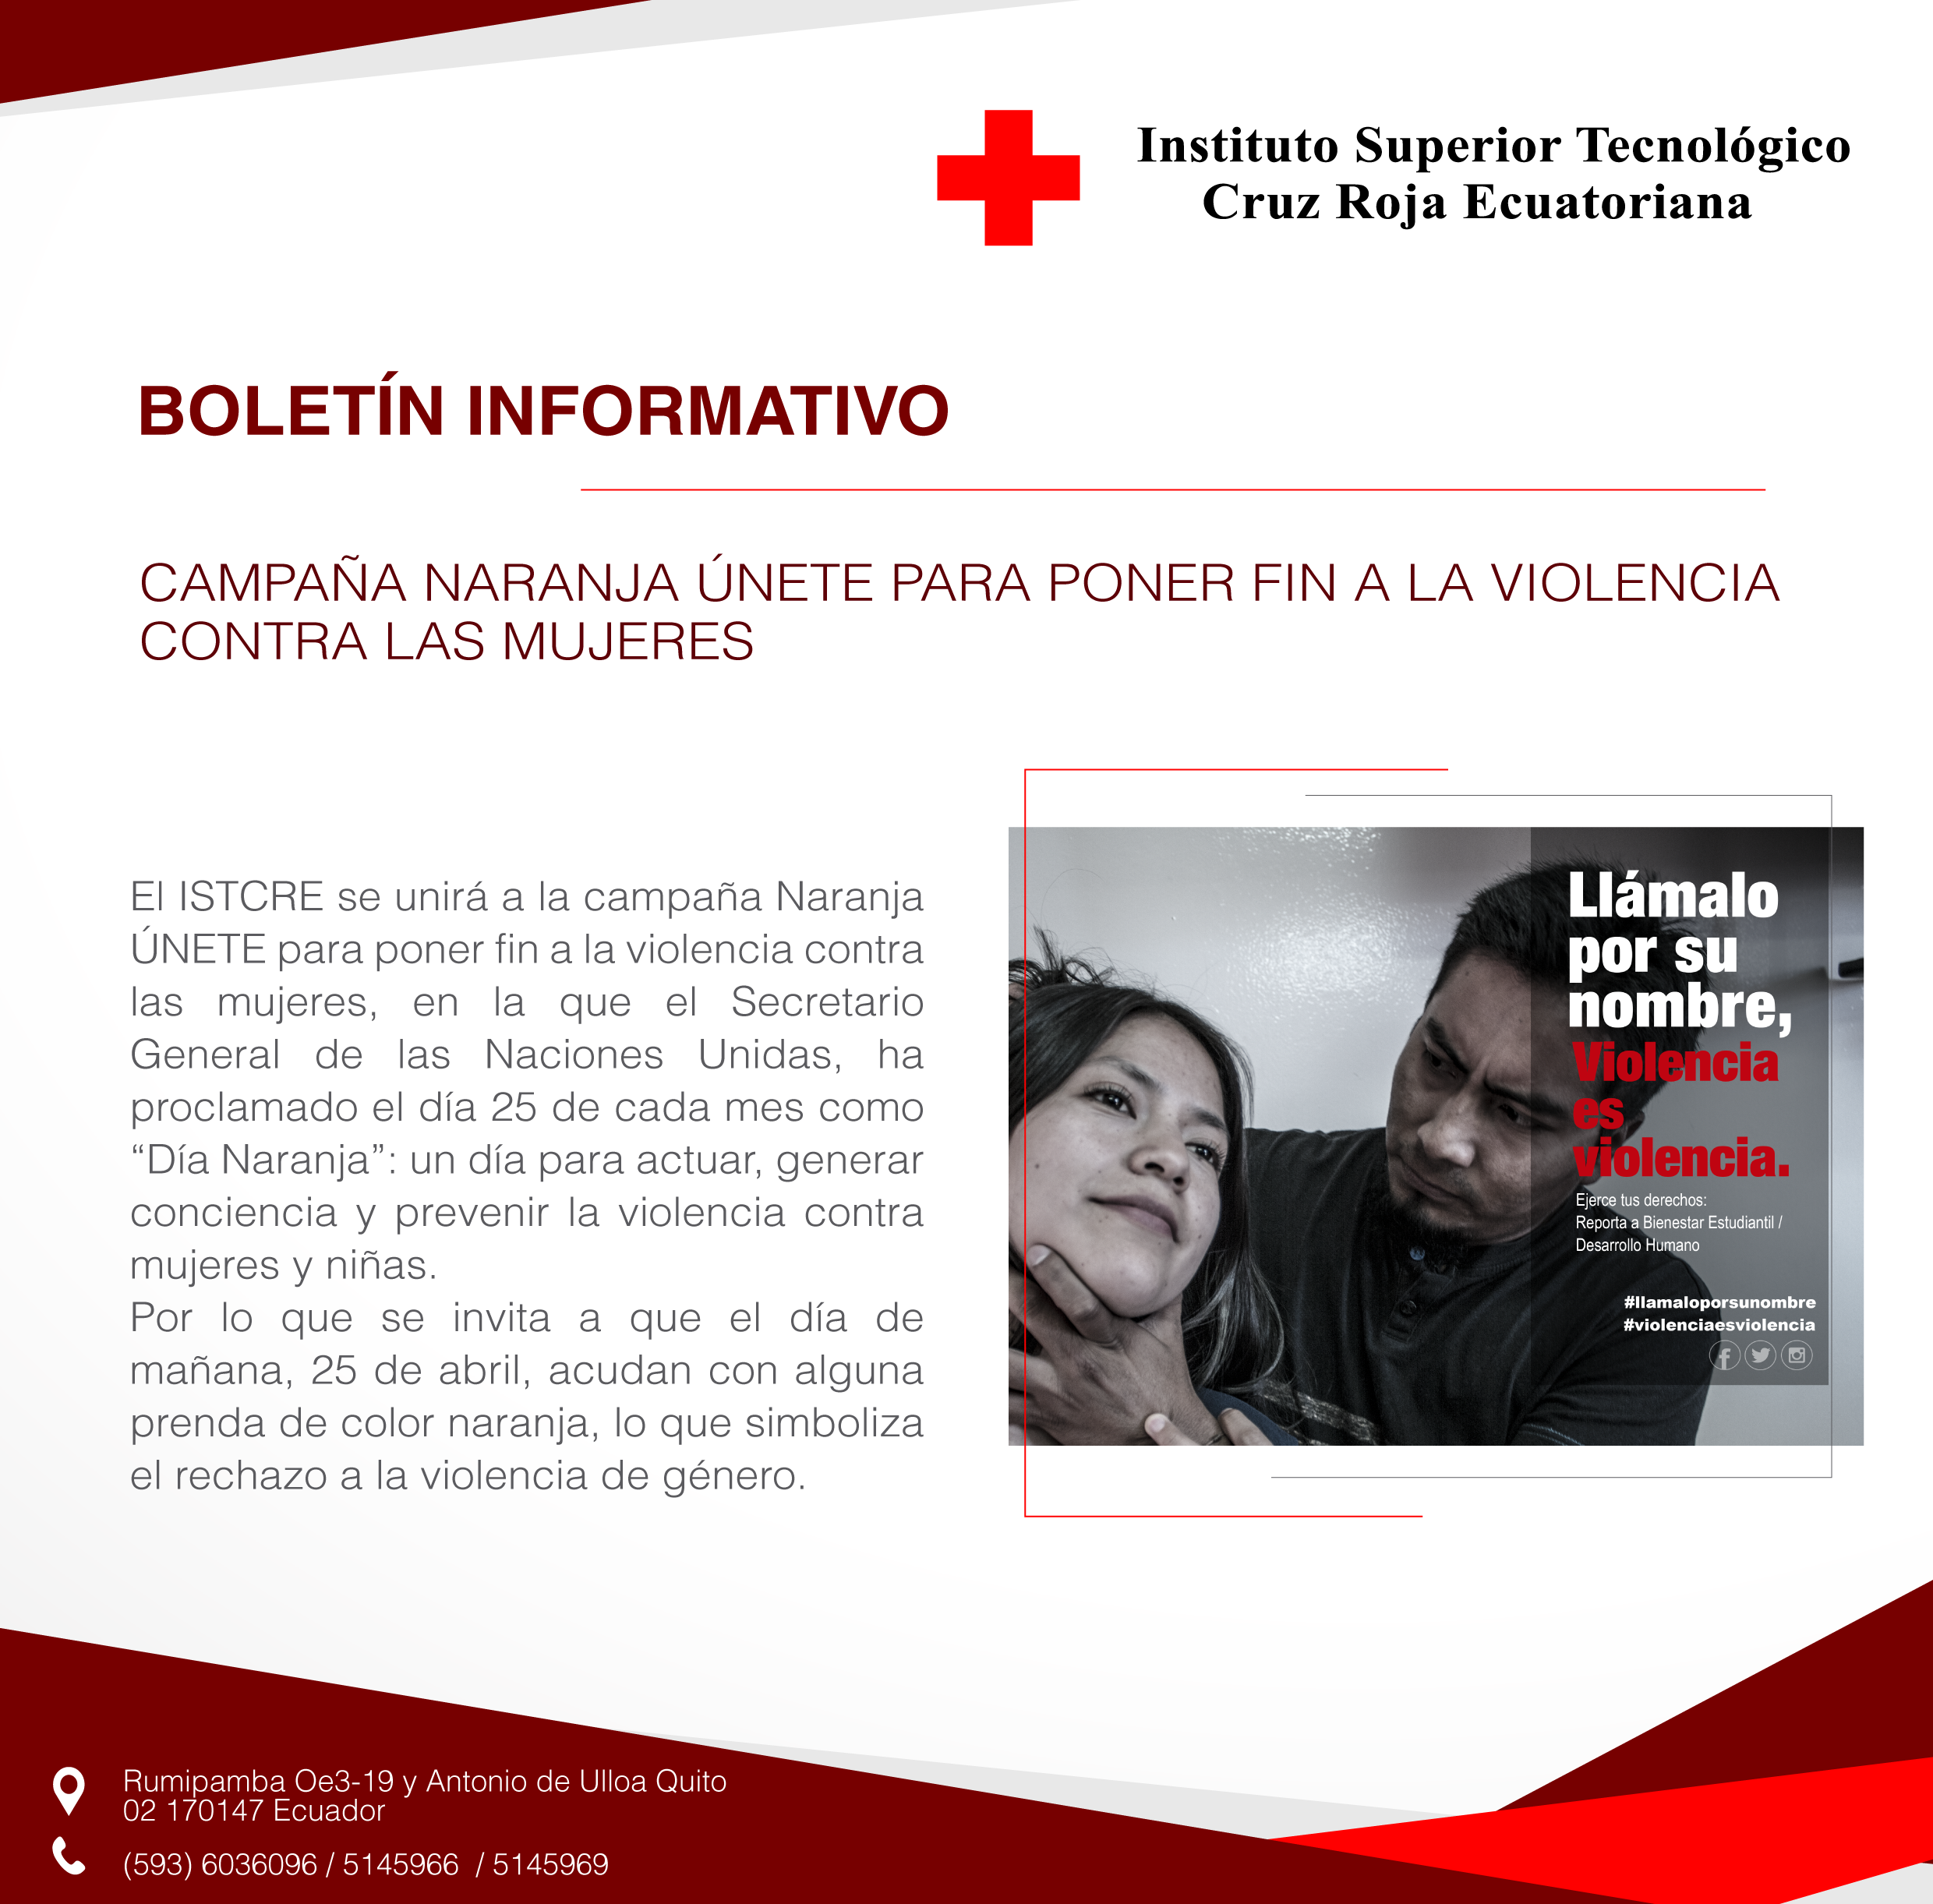 Instituto Superior Tecnológico
Cruz Roja Ecuatoriana
BOLETÍN INFORMATIVO
CAMPAÑA NARANJA ÚNETE PARA PONER FIN A LA VIOLENCIA
CONTRA LAS MUJERES
El ISTCRE se unirá a la campaña Naranja
ÚNETE para poner fin a la violencia contra
las mujeres, en la que el Secretario
General de las Naciones Unidas, ha
proclamado el día 25 de cada mes como
“Día Naranja”: un día para actuar, generar
conciencia y prevenir la violencia contra
mujeres y niñas.
Por lo que se invita a que el día de
mañana, 25 de abril, acudan con alguna
prenda de color naranja, lo que simboliza
el rechazo a la violencia de género.
Llámalo
por su
nombre,
Violencia
es
violencia.
Ejerce tus derechos:
Reporta a Bienestar Estudiantil /
Desarrollo Humano
#llamaloporsunombre
#violenciaesviolencia
Rumipamba Oe3-19 y Antonio de Ulloa Quito
02 170147 Ecuador
(593) 6036096 / 5145966 / 5145969